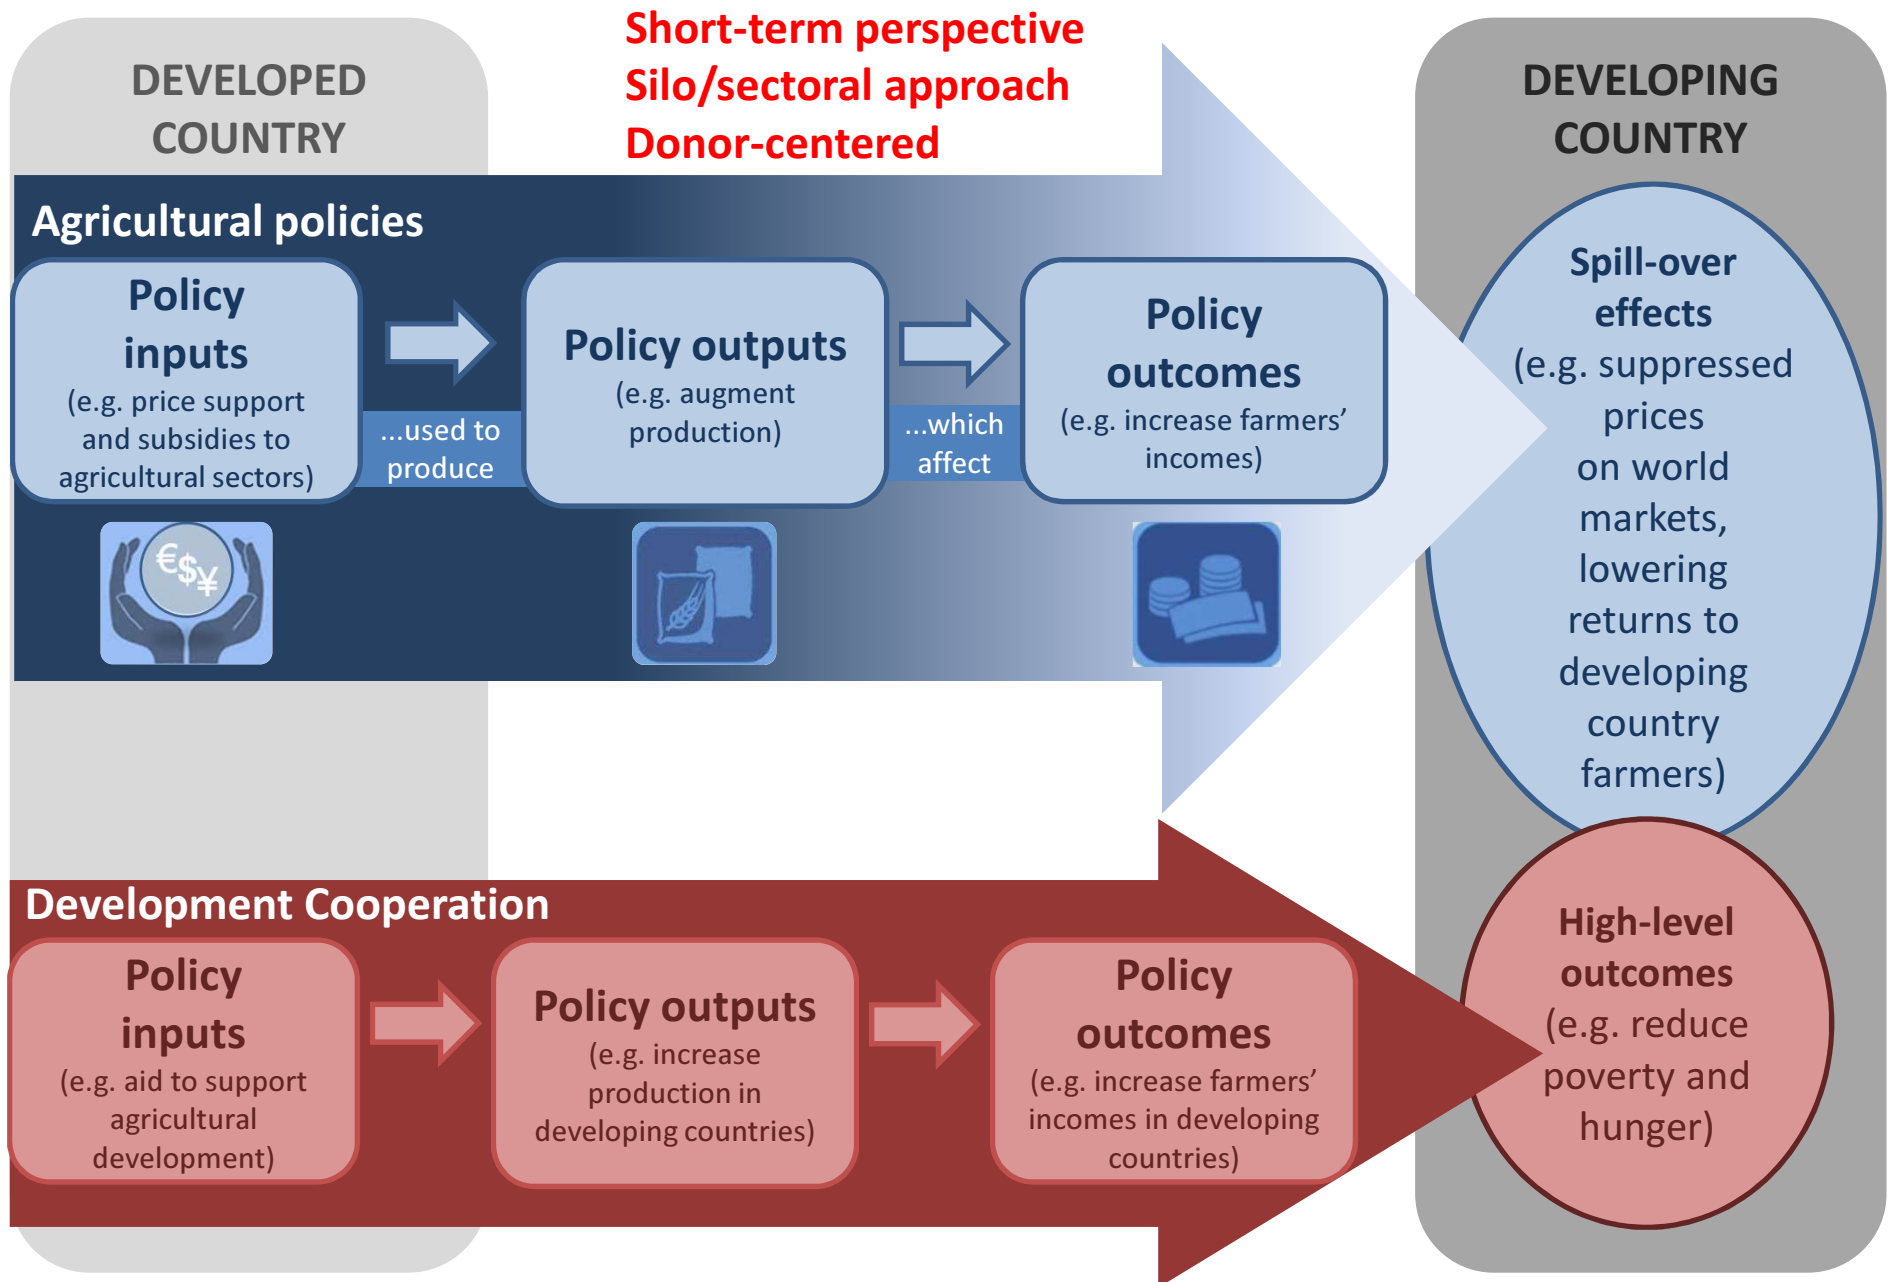 Short-term perspective
Silo/sectoral approach
Donor-centered
DEVELOPED
COUNTRY
DEVELOPING
COUNTRY
Agricultural policies
Policy
inputs
(e.g. price support
and subsidies to
agricultural sectors)
...used to
produce
Policy outputs
(e.g. augment
production)
...which
affect
Policy
outcomes
(e.g. increase farmers’
incomes)
€$¥
Spill-over
effects
(e.g. suppressed
prices
on world
markets,
lowering
returns to
developing
country
farmers)
Development Cooperation
Policy
inputs
(e.g. aid to support
agricultural
development)
Policy outputs
(e.g. increase
production in
developing countries)
Policy
outcomes
(e.g. increase farmers’
incomes in developing
countries)
High-level
outcomes
(e.g. reduce
poverty and
hunger)